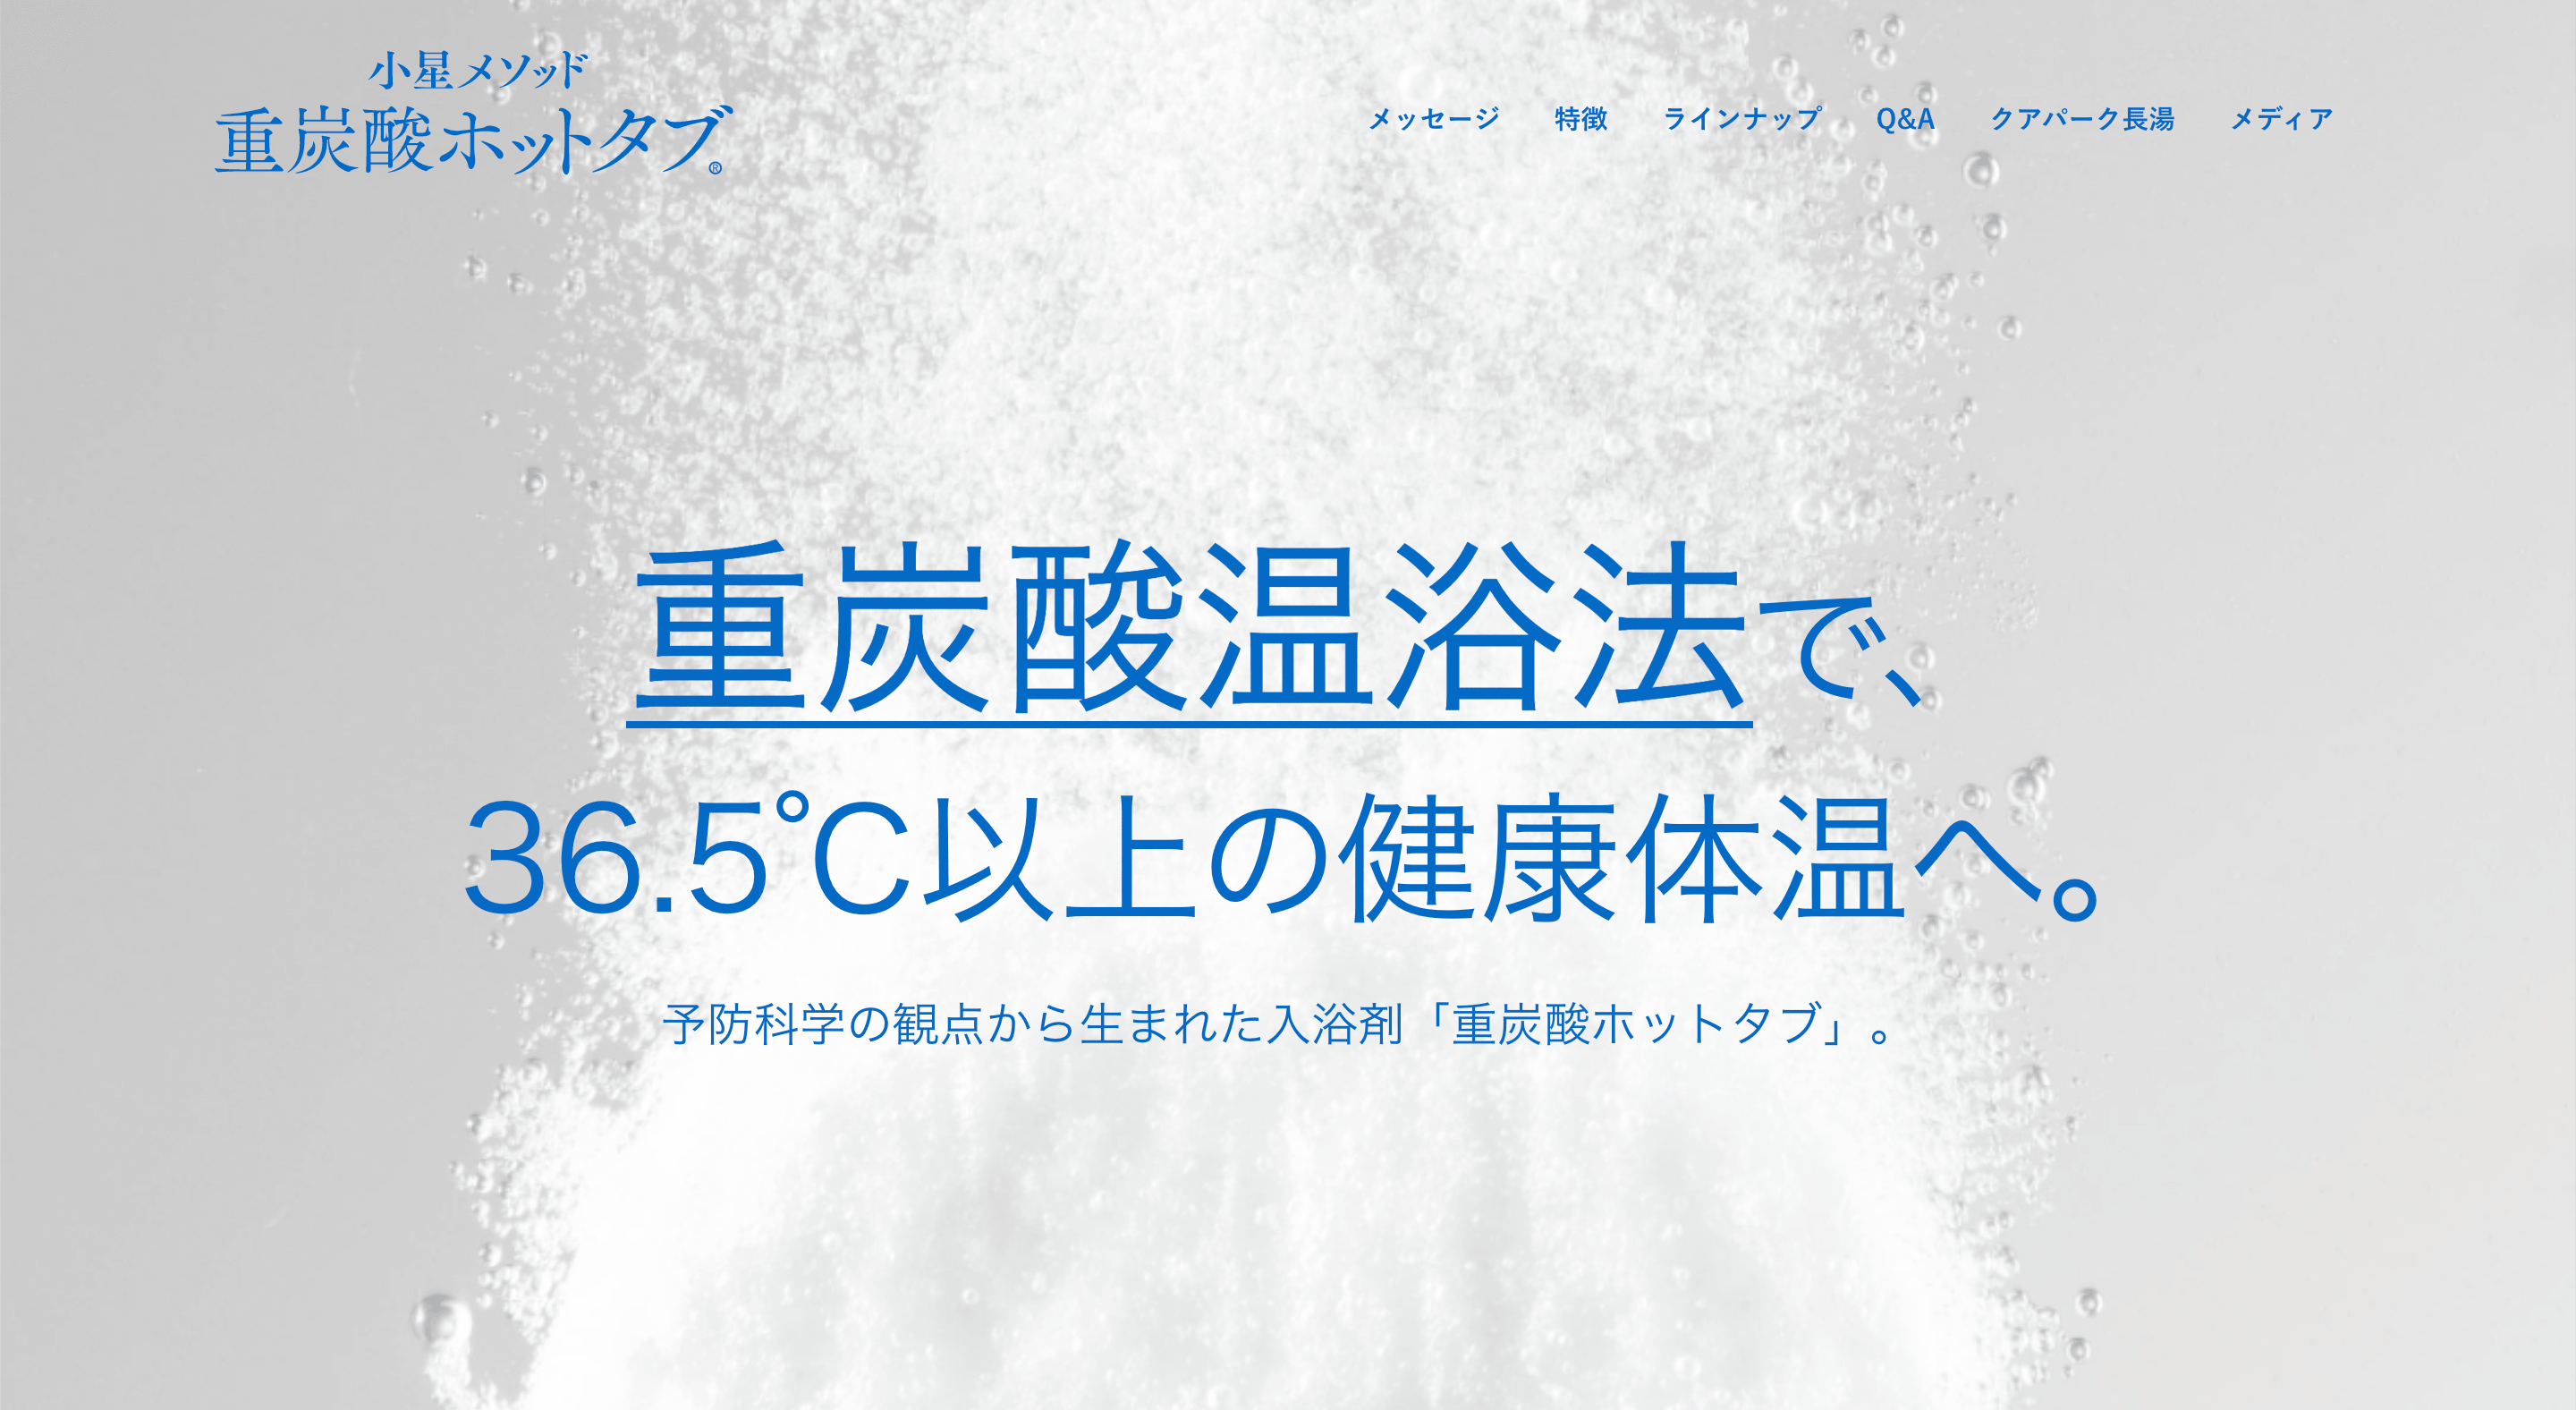 小星メソッド
重炭酸ホットタブ®
メッセージ 特徴 ラインナップ Q&A クアパーク長湯 メディア
重炭酸温浴法で、
36.5℃以上の健康体温へ。
予防科学の観点から生まれた入浴剤「重炭酸ホットタブ」。